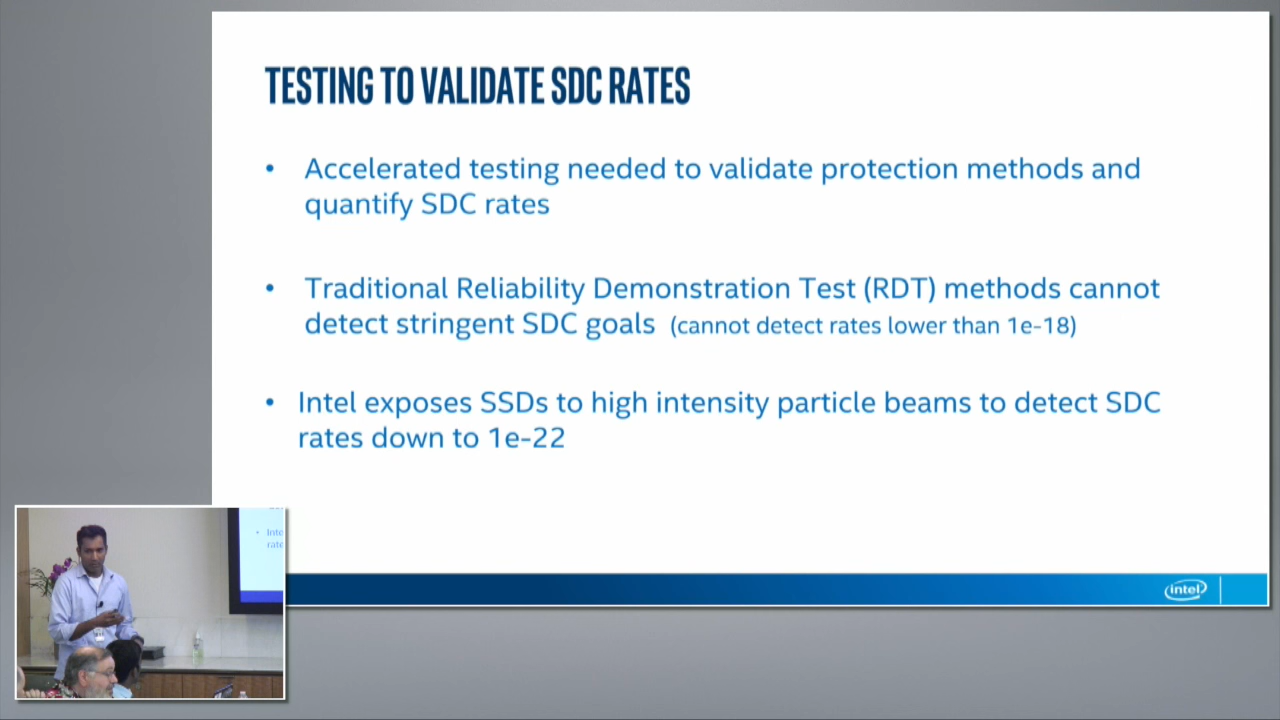 TESTING TO VALIDATE SDC RATES
• Accelerated testing needed to validate protection methods and
quantify SDC rates
• Traditional Reliability Demonstration Test (RDT) methods cannot
detect stringent SDC goals (cannot detect rates lower than 1e-18)
• Intel exposes SSDs to high intensity particle beams to detect SDC
rates down to 1e-22
intel
• Inte
rate